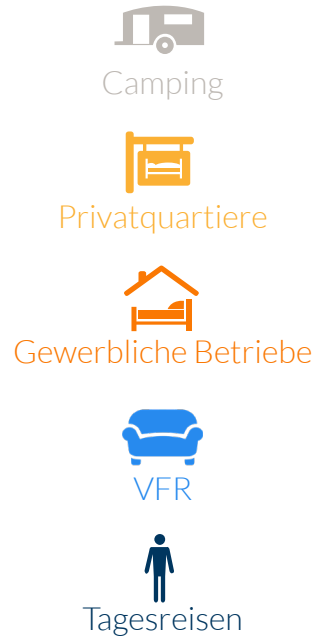 Camping
Privatquartiere
Gewerbliche Betriebe
VFR
Tagesreisen